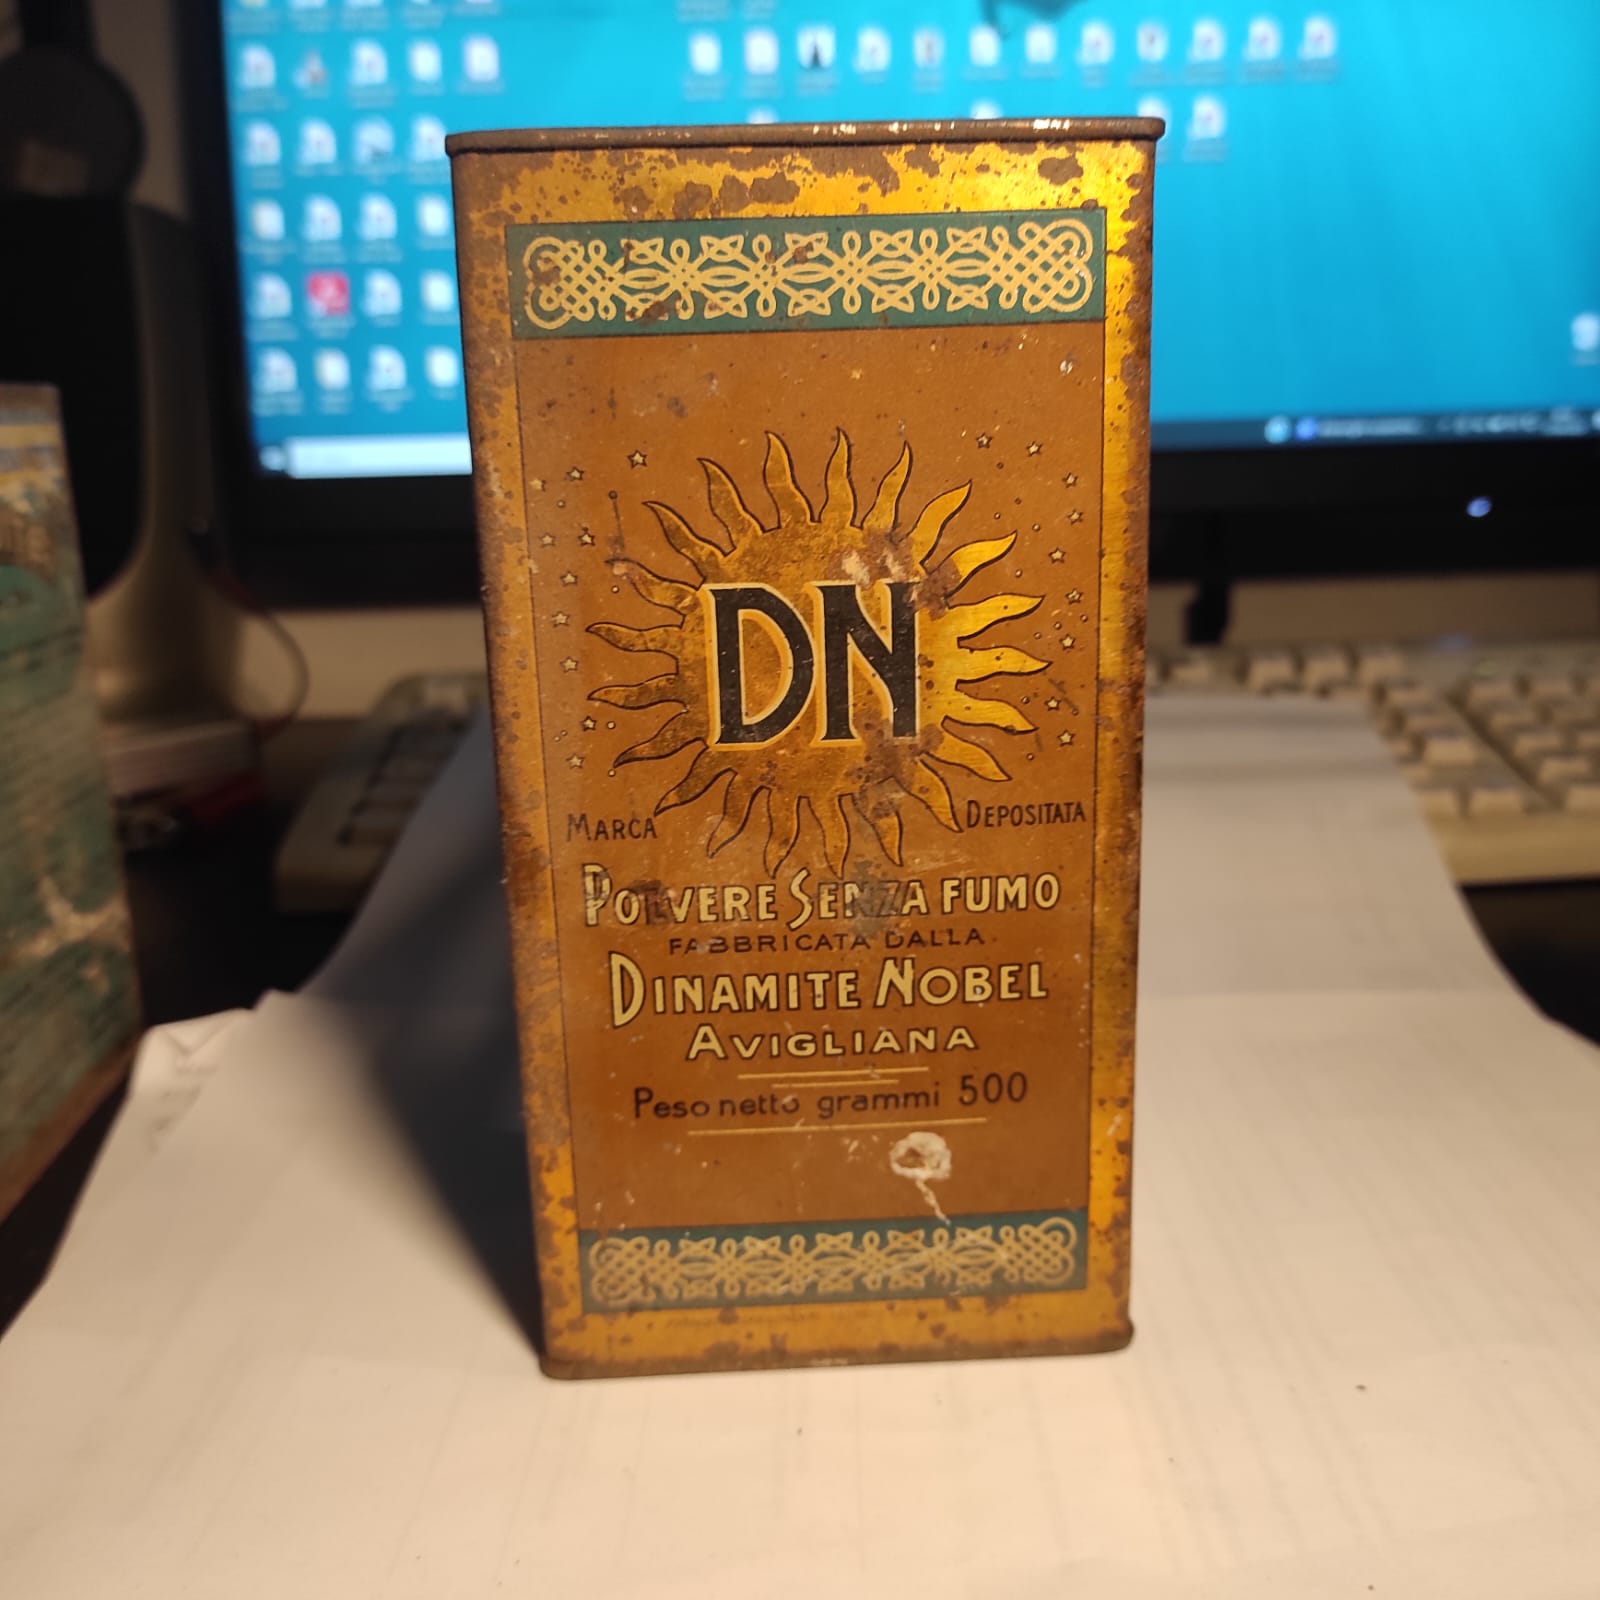 DN
MARCA DEPOSITATA
POLVERE SENZA FUMO
FABBRICATA DALLA
DINAMITE NOBEL
AVIGLIANA
Peso netto grammi 500